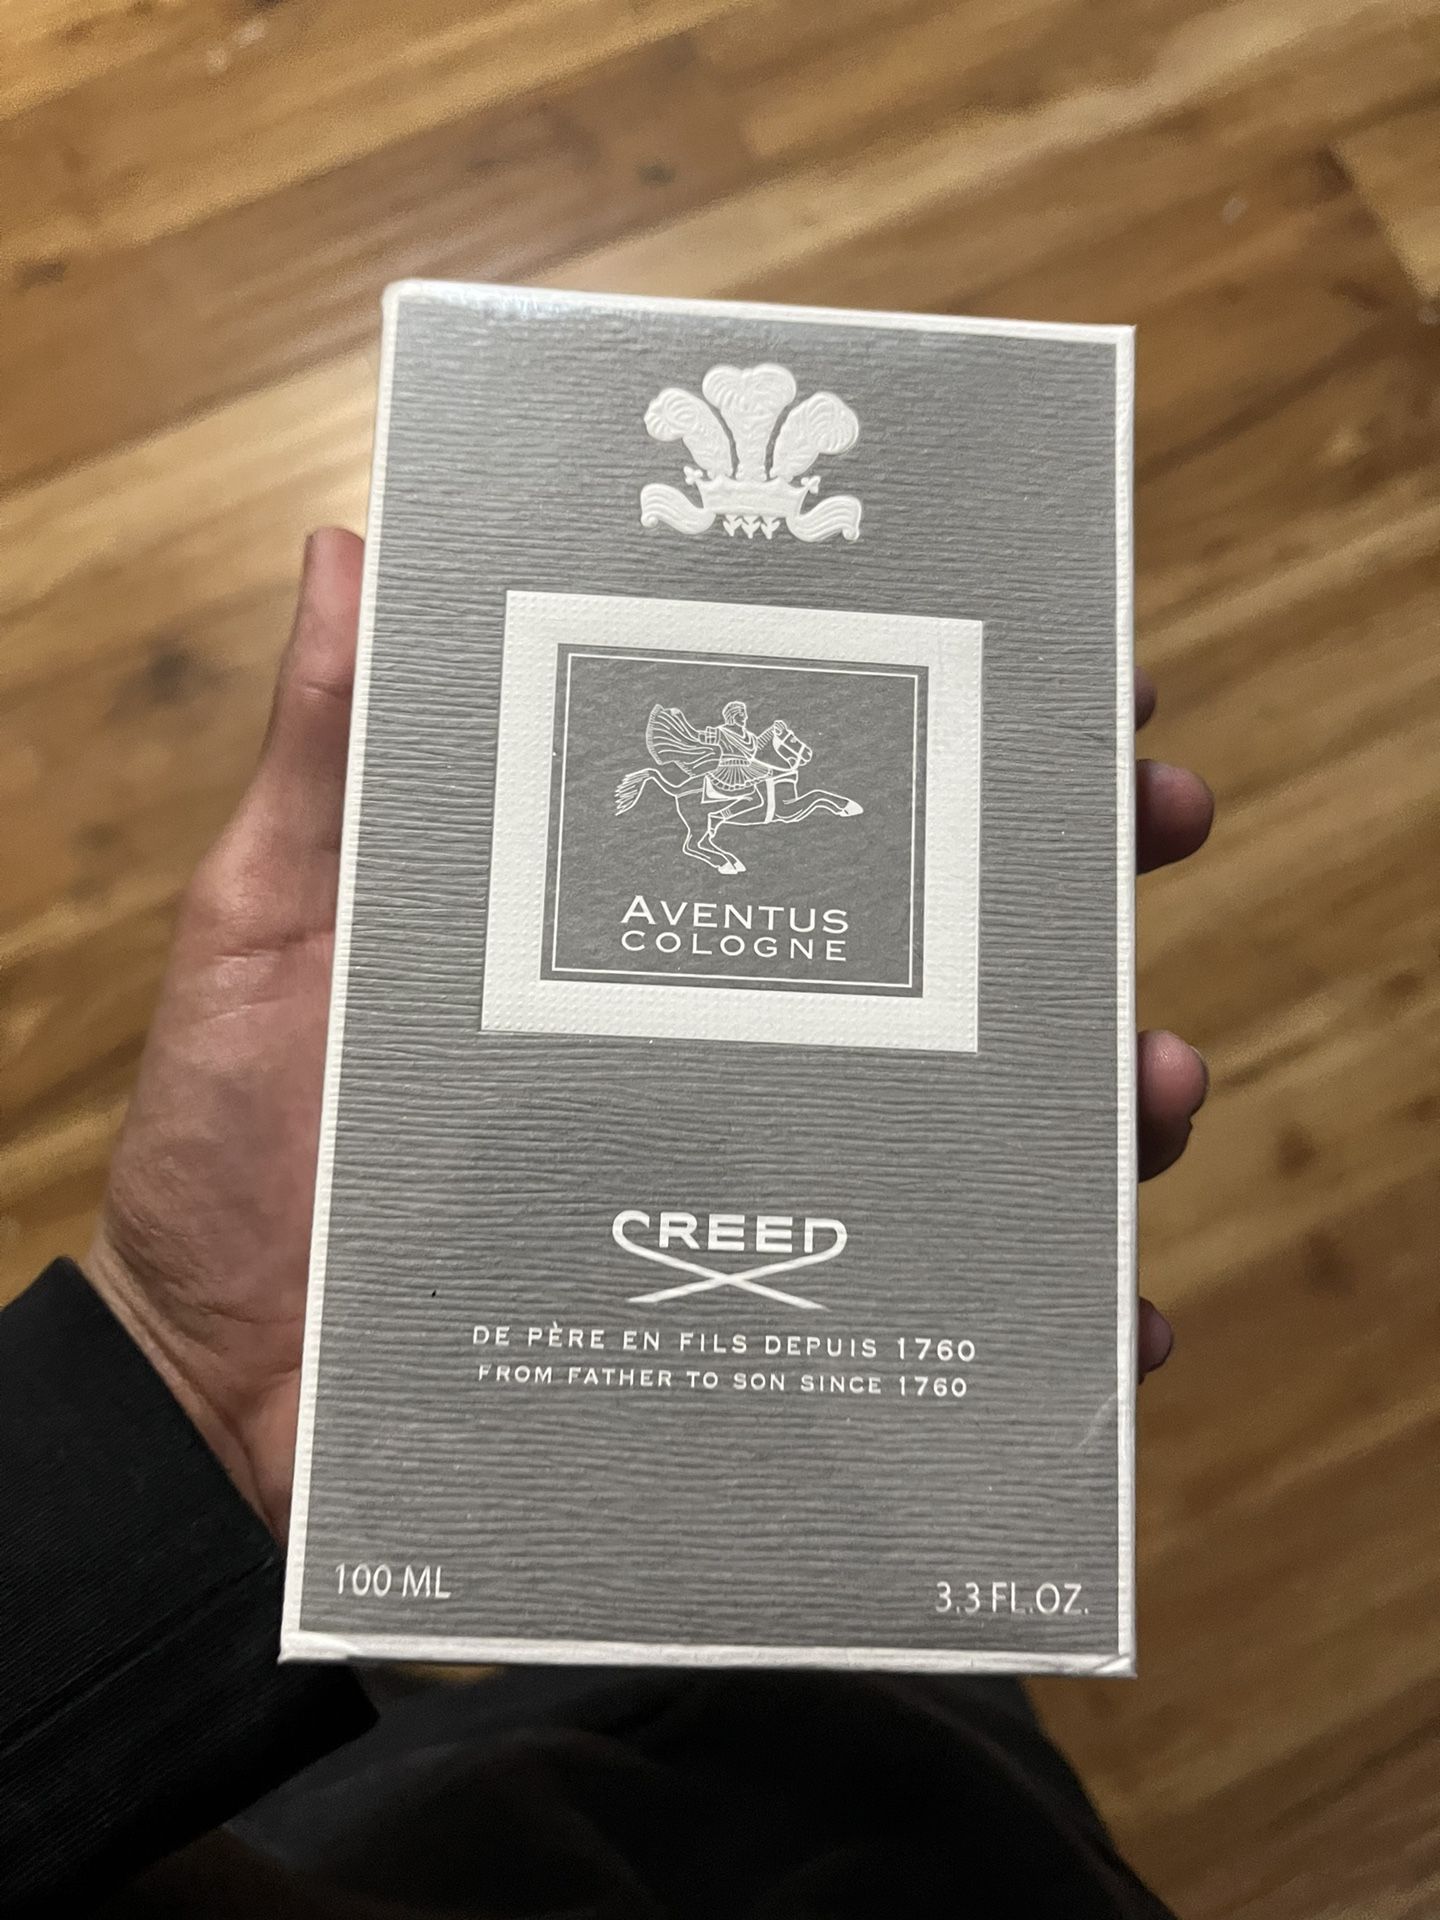 AVENTUS
COLOGNE
CREED
DE PÈRE EN FILS DEPUIS 1760
FROM FATHER TO SON SINCE 1760
100 ML
3.3 FL.OZ.